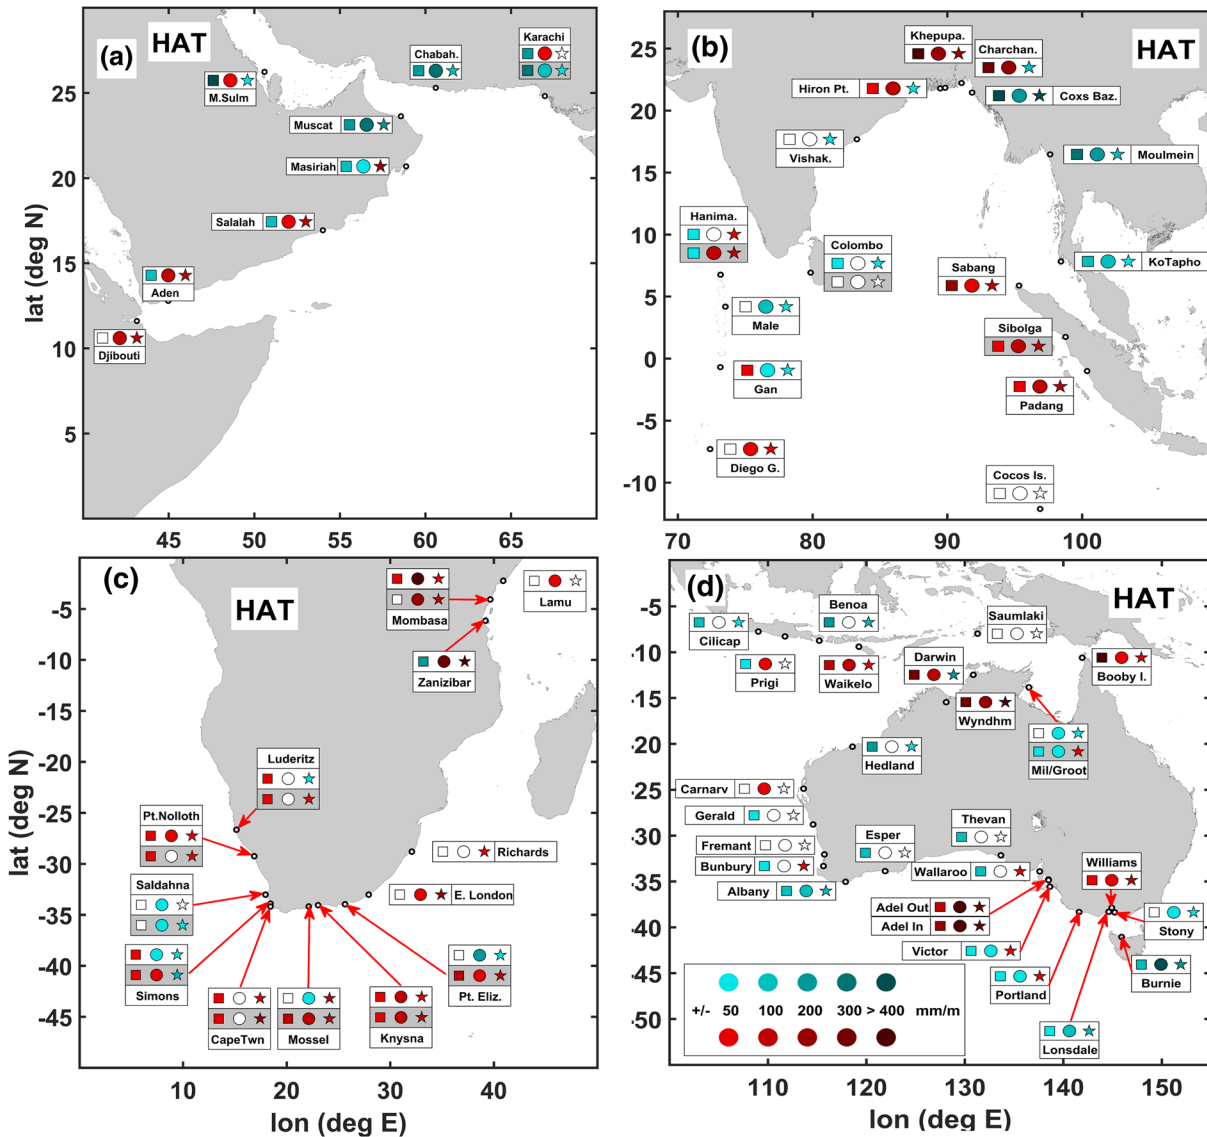 (a) HAT
Karachi
Chabah.
M.Sulm
Muscat
Masiriah
Salalah
Aden
Djibouti
lat (deg N)
25
20
15
10
5
45 50 55 60 65
(b) HAT
Khepupa.
Charchan.
Hiron Pt.
Coxs Baz.
Vishak.
Moulmein
Hanima.
Colombo
KoTapho
Sabang
Male
Sibolga
Gan
Padang
Diego G.
Cocos Is.
25
20
15
10
5
0
-5
-10
70 80 90 100
(c) HAT
Mombasa
Lamu
Zanizibar
Luderitz
Pt.Nolloth
Richards
Saldahna
E. London
Simons
Pt. Eliz.
CapeTwn
Mossel
Knysna
lat (deg N)
-5
-10
-15
-20
-25
-30
-35
-40
-45
10 20 30 40
lon (deg E)
(d) HAT
Benoa
Saumlaki
Cilicap
Darwin
Booby I.
Prigi
Waikelo
Wyndhm
Mil/Groot
Hedland
Carnarv
Gerald
Thevan
Esper
Fremant
Williams
Bunbury
Wallaroo
Albany
Adel Out
Adel In
Stony
Victor
Burnie
Portland
Lonsdale
+/- 50 100 200 300 > 400 mm/m
-5
-10
-15
-20
-25
-30
-35
-40
-45
-50
110 120 130 140 150
lon (deg E)